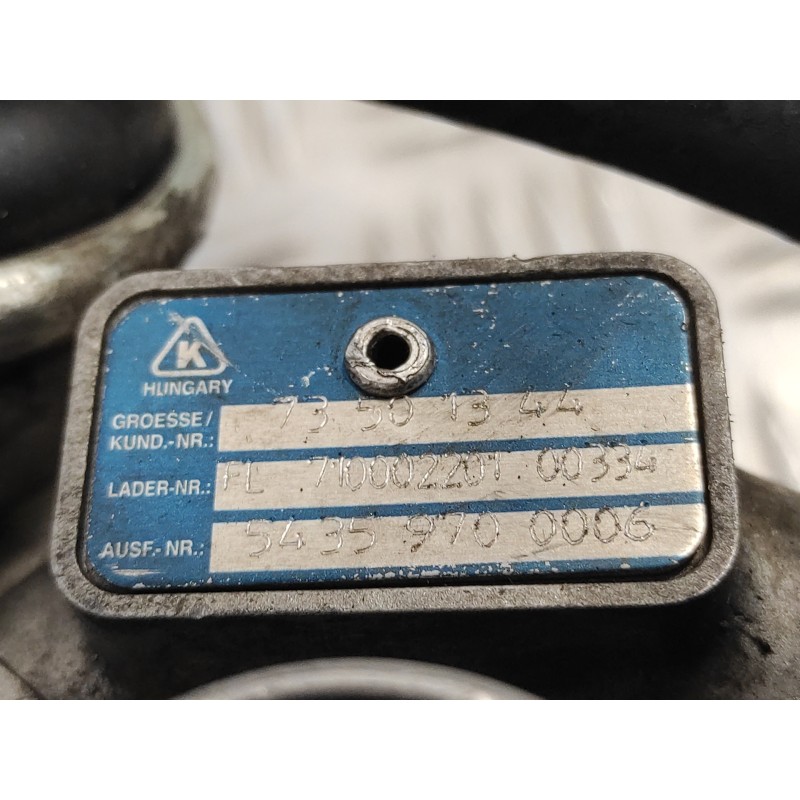 K
HUNGARY
GROESSE/
KUND.-NR.: 73 50 13 44
LADER-NR.: FL 710002201 00334
AUSF.-NR.: 5435 970 0006